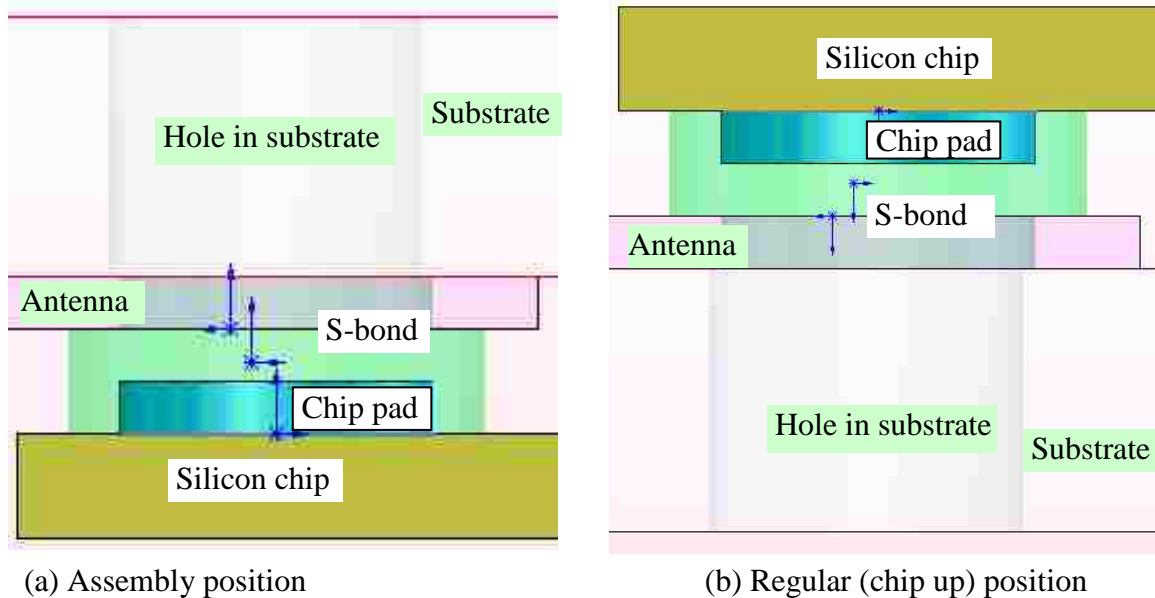 Hole in substrate
Substrate
Antenna
S-bond
Chip pad
Silicon chip
(a) Assembly position
Silicon chip
Chip pad
S-bond
Antenna
Hole in substrate
Substrate
(b) Regular (chip up) position